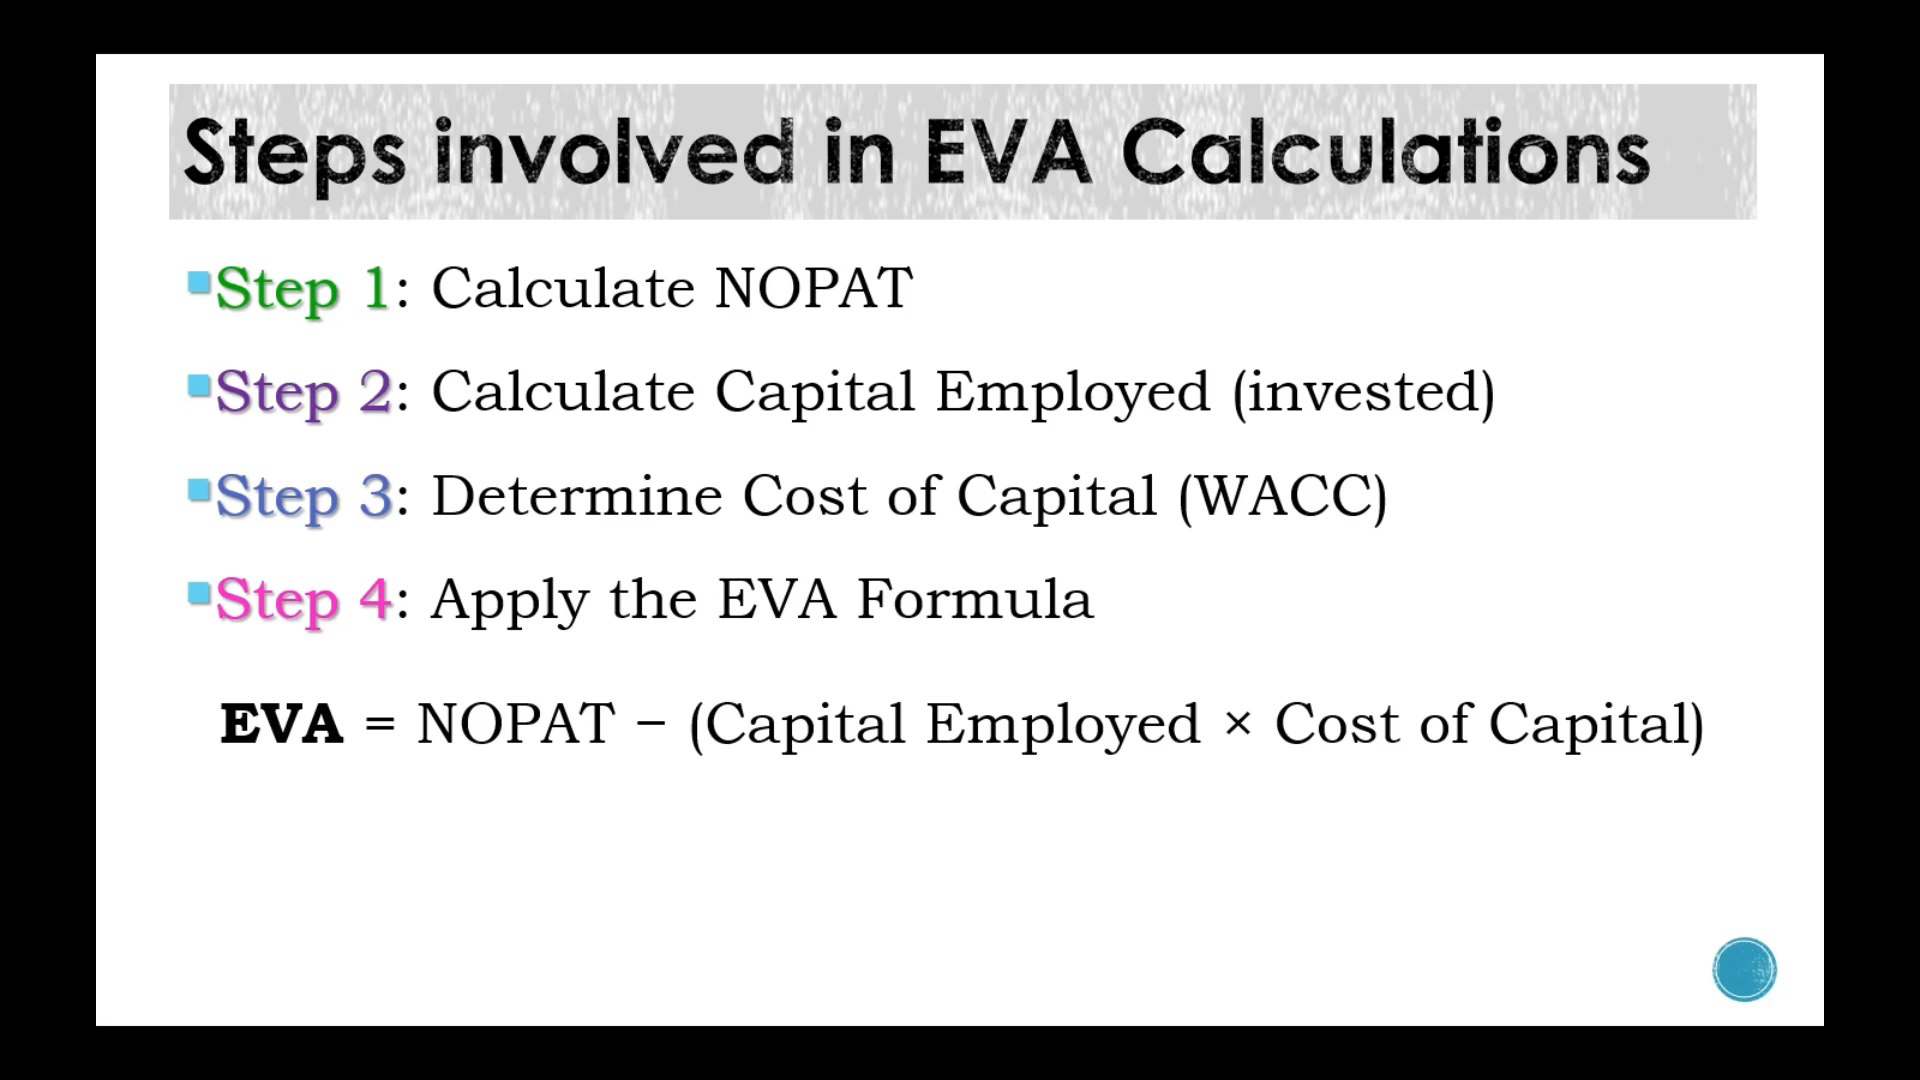 Steps involved in EVA Calculations
Step 1: Calculate NOPAT
Step 2: Calculate Capital Employed (invested)
Step 3: Determine Cost of Capital (WACC)
Step 4: Apply the EVA Formula
EVA = NOPAT − (Capital Employed × Cost of Capital)